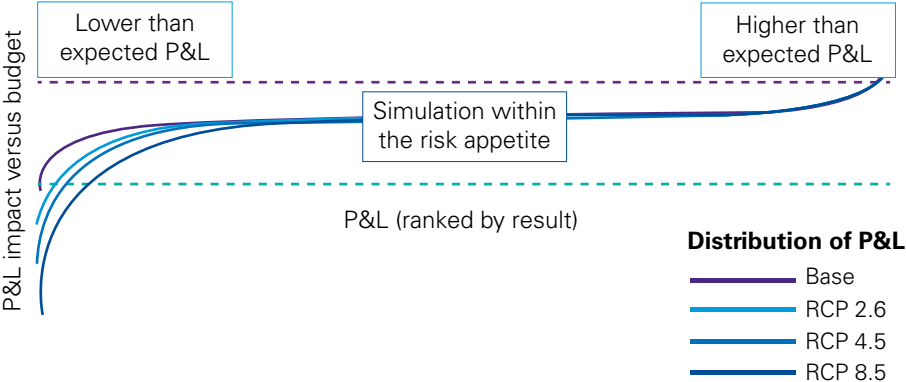 P&L impact versus budget
Lower than
expected P&L
Higher than
expected P&L
Simulation within
the risk appetite
P&L (ranked by result)
Distribution of P&L
Base
RCP 2.6
RCP 4.5
RCP 8.5